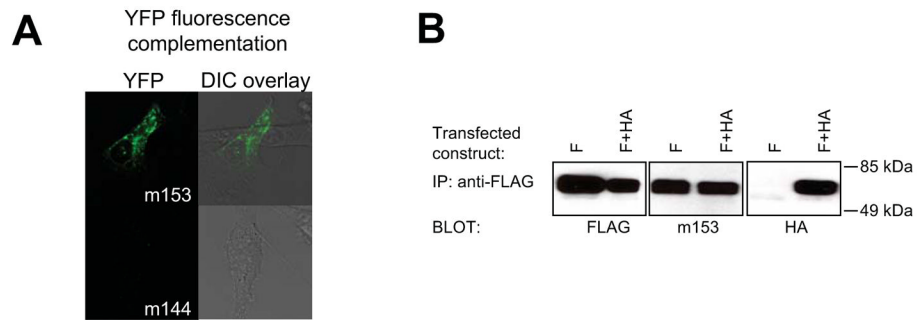 A
YFP fluorescence
complementation
YFP DIC overlay
m153
m144
B
Transfected
construct:
F F+HA F F+HA F F+HA
IP: anti-FLAG
85 kDa
49 kDa
BLOT: FLAG m153 HA